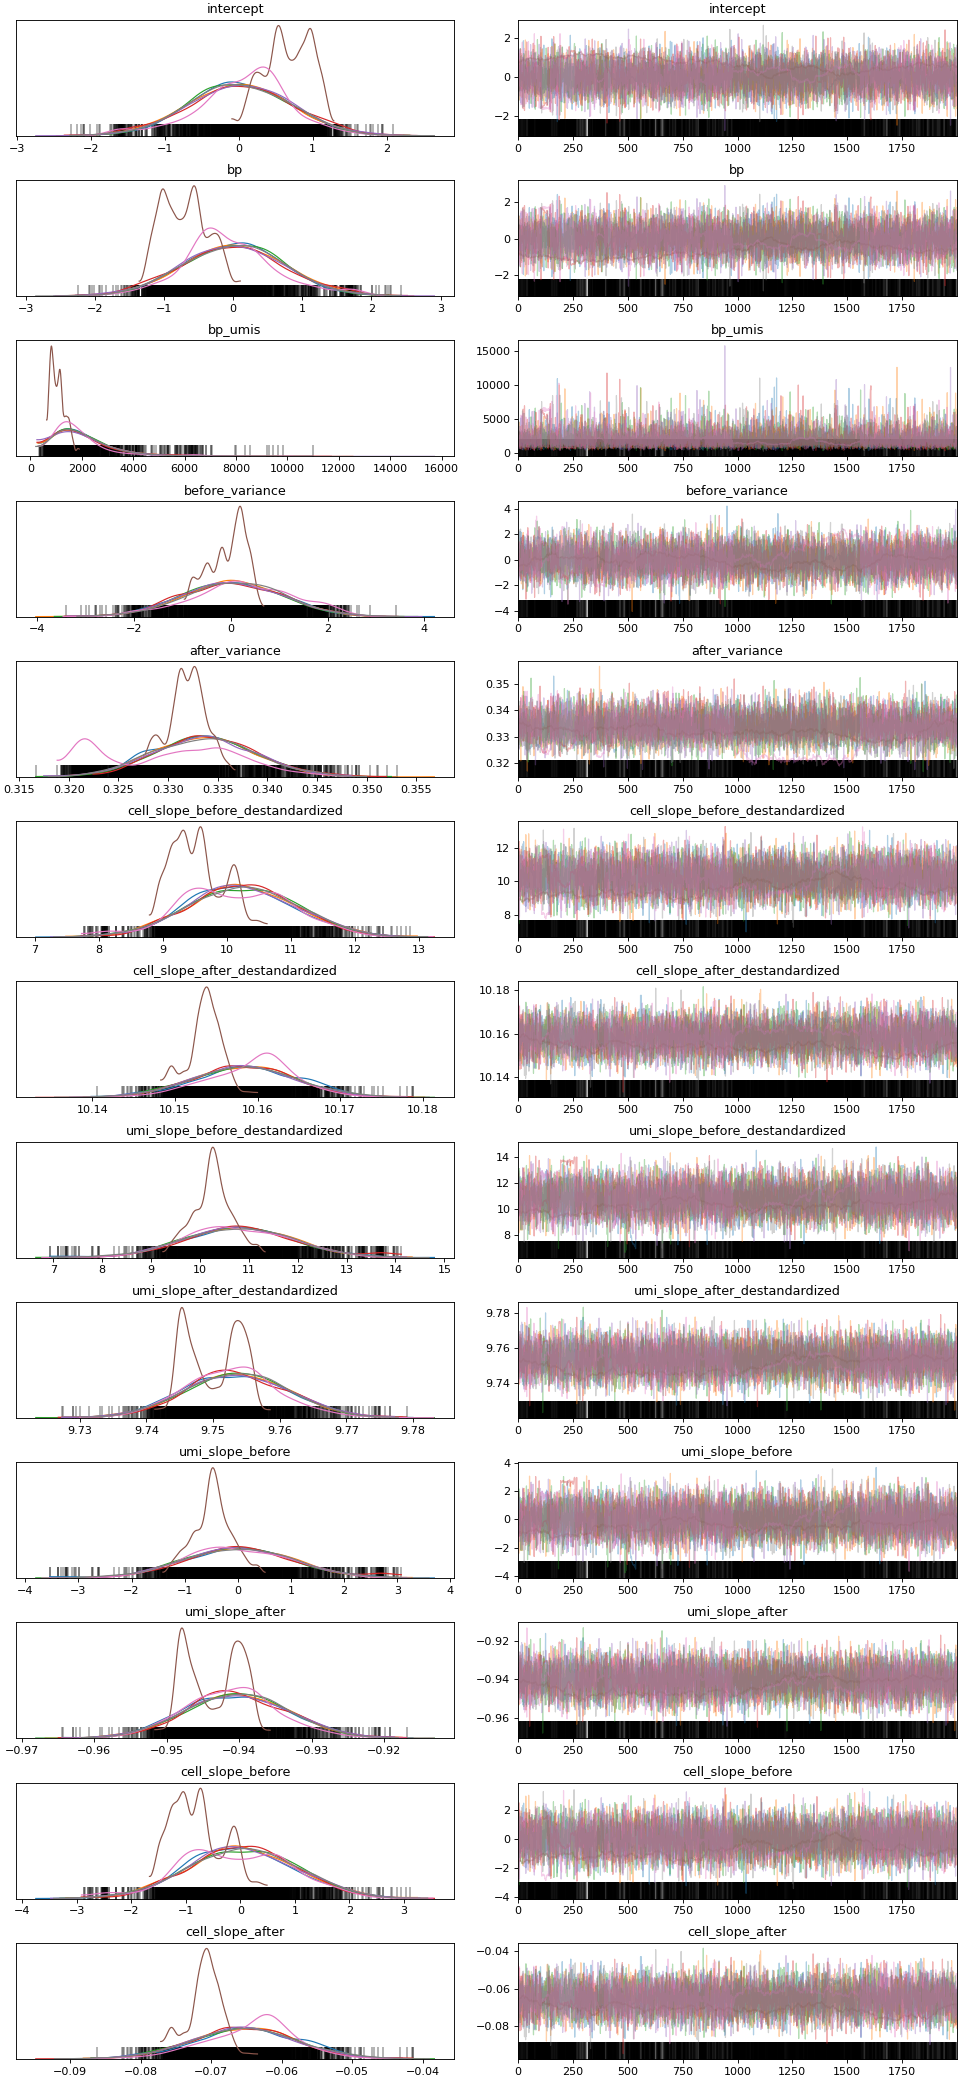 intercept intercept
2
0
−2
−3 −2 −1 0 1 2 0 250 500 750 1000 1250 1500 1750
bp bp
2
0
−2
−3 −2 −1 0 1 2 3 0 250 500 750 1000 1250 1500 1750
bp_umis bp_umis
15000
10000
5000
0
0 2000 4000 6000 8000 10000 12000 14000 16000 0 250 500 750 1000 1250 1500 1750
before_variance before_variance
4
2
0
−2
−4
−4 −2 0 2 4 0 250 500 750 1000 1250 1500 1750
after_variance after_variance
0.35
0.34
0.33
0.32
0.315 0.320 0.325 0.330 0.335 0.340 0.345 0.350 0.355 0 250 500 750 1000 1250 1500 1750
cell_slope_before_destandardized cell_slope_before_destandardized
12
10
8
7 8 9 10 11 12 13 0 250 500 750 1000 1250 1500 1750
cell_slope_after_destandardized cell_slope_after_destandardized
10.18
10.16
10.14
10.14 10.15 10.16 10.17 10.18 0 250 500 750 1000 1250 1500 1750
umi_slope_before_destandardized umi_slope_before_destandardized
14
12
10
8
7 8 9 10 11 12 13 14 15 0 250 500 750 1000 1250 1500 1750
umi_slope_after_destandardized umi_slope_after_destandardized
9.78
9.76
9.74
9.73 9.74 9.75 9.76 9.77 9.78 0 250 500 750 1000 1250 1500 1750
umi_slope_before umi_slope_before
4
2
0
−2
−4
−4 −3 −2 −1 0 1 2 3 4 0 250 500 750 1000 1250 1500 1750
umi_slope_after umi_slope_after
−0.92
−0.94
−0.96
−0.97 −0.96 −0.95 −0.94 −0.93 −0.92 0 250 500 750 1000 1250 1500 1750
cell_slope_before cell_slope_before
2
0
−2
−4
−4 −3 −2 −1 0 1 2 3 0 250 500 750 1000 1250 1500 1750
cell_slope_after cell_slope_after
−0.04
−0.06
−0.08
−0.09 −0.08 −0.07 −0.06 −0.05 −0.04 0 250 500 750 1000 1250 1500 1750